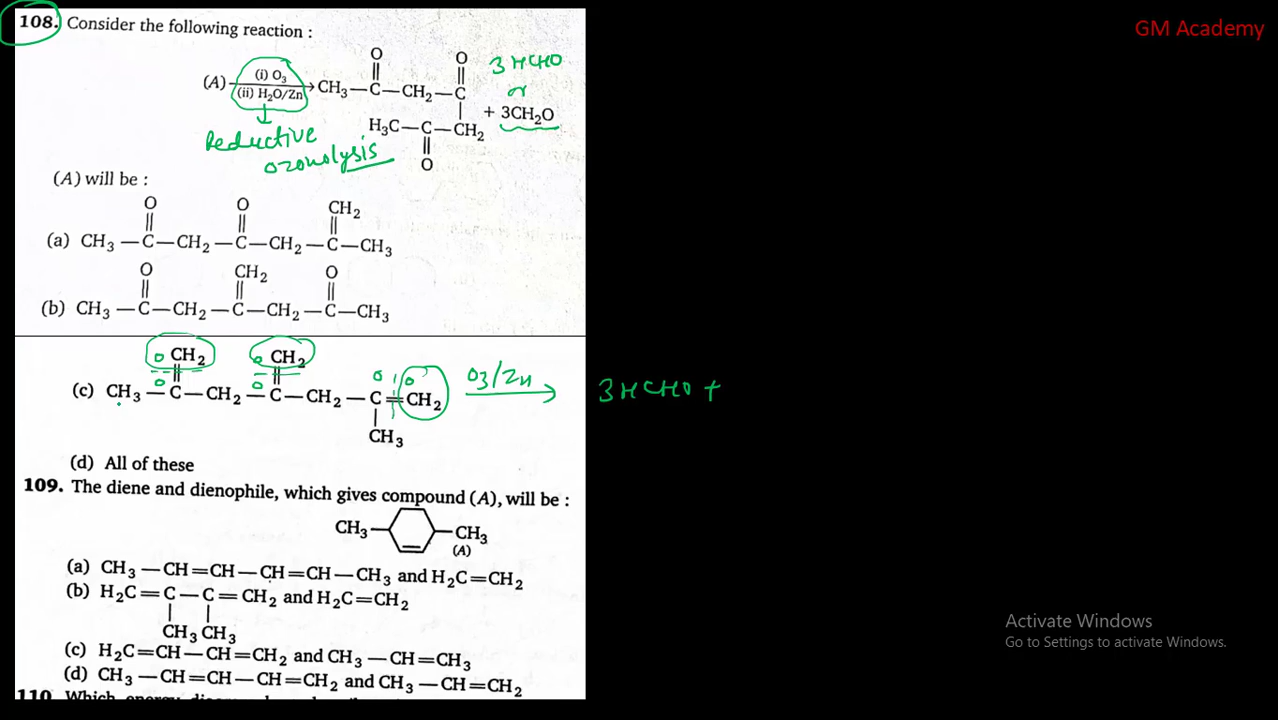 GM Academy
108. Consider the following reaction :
(A) (i) O₃ (ii) H₂O/Zn → CH₃—C(=O)—CH₂—C(=O)
3 HCHO
or
+ 3CH₂O
H₃C—C(=O)—CH₂
Reductive
ozonolysis
(A) will be :
O O CH₂
(a) CH₃ —C—CH₂ —C—CH₂ —C—CH₃
O CH₂ O
(b) CH₃ —C—CH₂ —C—CH₂ —C—CH₃
O CH₂ O CH₂ O O
O O
(c) CH₃ —C—CH₂ —C—CH₂ —C=CH₂ O₃/Zn → 3 HCHO +
CH₃
(d) All of these
109. The diene and dienophile, which gives compound (A), will be :
CH₃ CH₃
(A)
(a) CH₃ —CH=CH—CH=CH—CH₃ and H₂C=CH₂
(b) H₂C=C—C=CH₂ and H₂C=CH₂
CH₃ CH₃
(c) H₂C=CH—CH=CH₂ and CH₃ —CH=CH₃
(d) CH₃ —CH=CH—CH=CH₂ and CH₃ —CH=CH₂
110. Which energy
Activate Windows
Go to Settings to activate Windows.